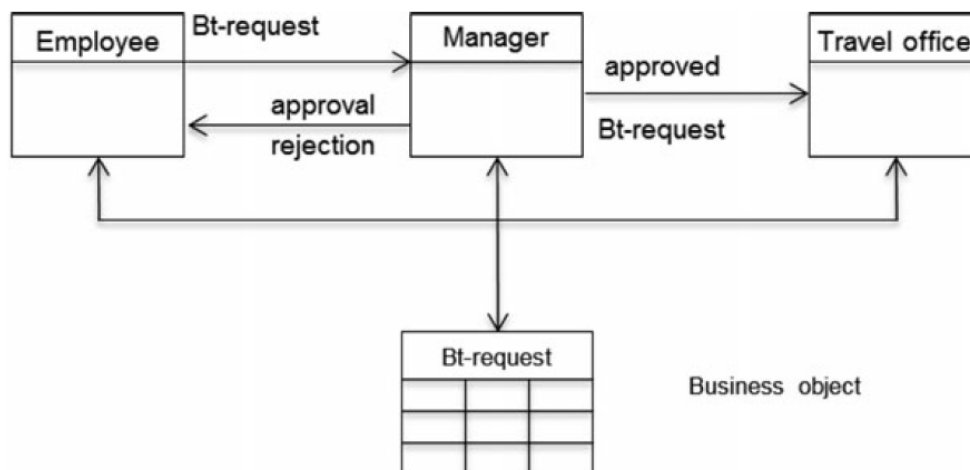 Employee
Bt-request
Manager
Travel office
approved
approval
Bt-request
rejection
Bt-request
Business object